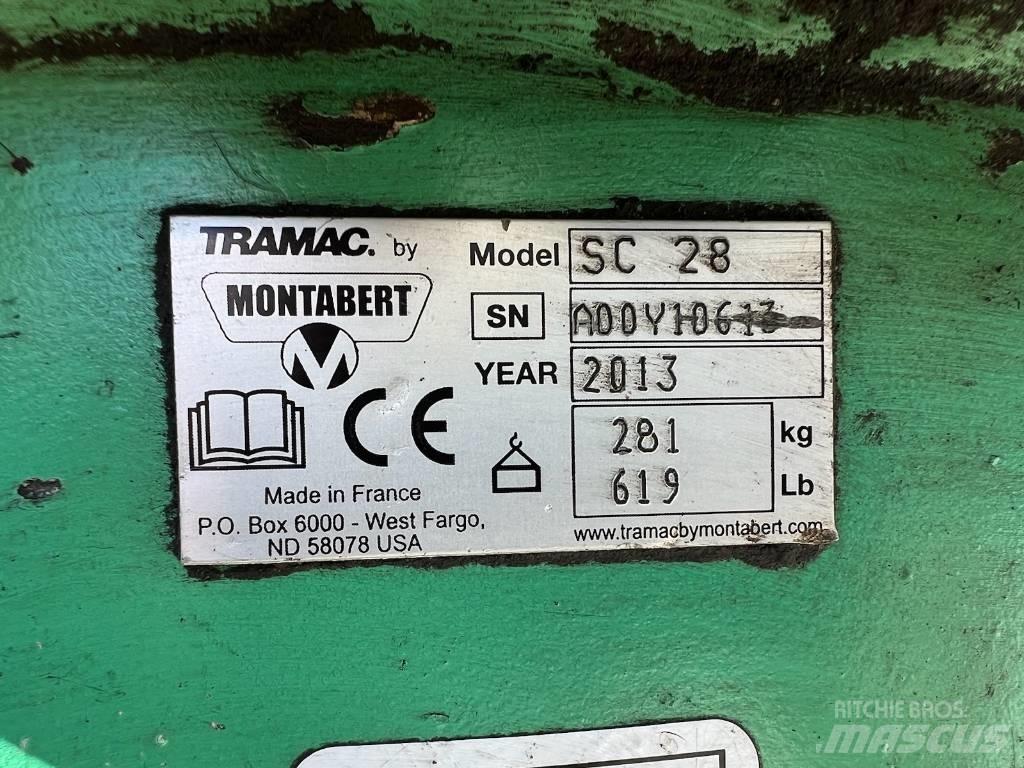 TRAMAC. by
MONTABERT
M
Made in France
P.O. Box 6000 - West Fargo,
ND 58078 USA
Model SC 28
SN
YEAR 2013
281 kg
619 Lb
www.tramacbymontabert.com
CE
RITCHIE BROS.
MASCUS